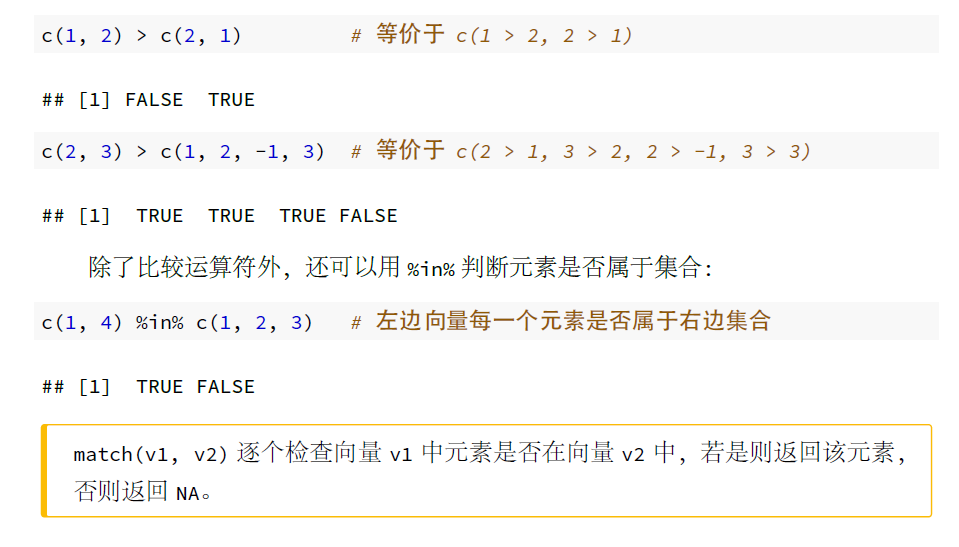 c(1, 2) > c(2, 1)           # 等价于 c(1 > 2, 2 > 1)
## [1] FALSE  TRUE
c(2, 3) > c(1, 2, -1, 3)  # 等价于 c(2 > 1, 3 > 2, 2 > -1, 3 > 3)
## [1]  TRUE  TRUE  TRUE FALSE
除了比较运算符外，还可以用 %in% 判断元素是否属于集合：
c(1, 4) %in% c(1, 2, 3)   # 左边向量每一个元素是否属于右边集合
## [1]  TRUE FALSE
match(v1, v2) 逐个检查向量 v1 中元素是否在向量 v2 中，若是则返回该元素，
否则返回 NA。